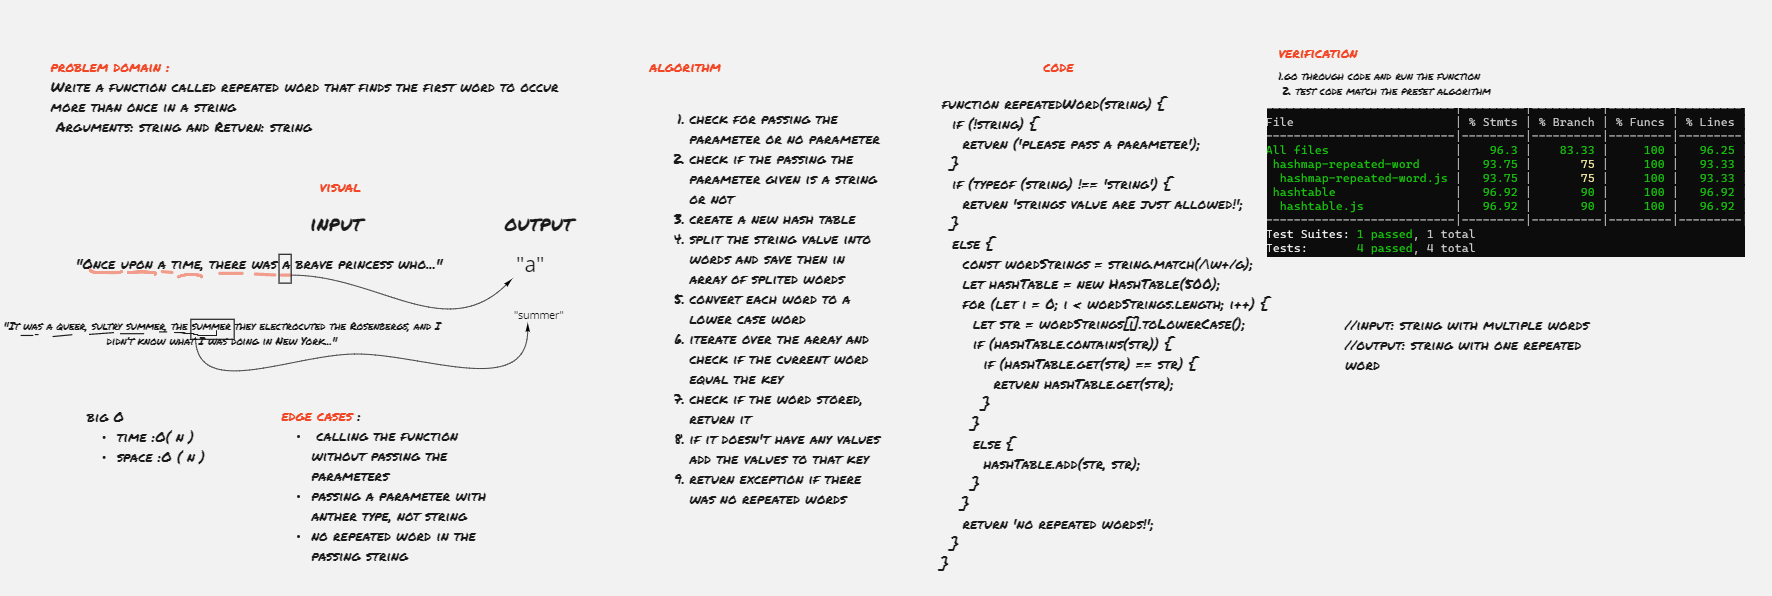 PROBLEM DOMAIN :
WRITE A FUNCTION CALLED REPEATED WORD THAT FINDS THE FIRST WORD TO OCCUR
MORE THAN ONCE IN A STRING
ARGUMENTS: STRING AND RETURN: STRING
VISUAL
INPUT
OUTPUT
"ONCE UPON A TIME, THERE WAS A BRAVE PRINCESS WHO..."
"a"
"IT WAS A QUEER, SULTRY SUMMER, THE SUMMER THEY ELECTROCUTED THE ROSENBERGS, AND I
DIDN'T KNOW WHAT I WAS DOING IN NEW YORK..."
"summer"
BIG O
• TIME :O( N )
• SPACE :O ( N )
EDGE CASES :
• CALLING THE FUNCTION
WITHOUT PASSING THE
PARAMETERS
• PASSING A PARAMETER WITH
ANTHER TYPE, NOT STRING
• NO REPEATED WORD IN THE
PASSING STRING
ALGORITHM
1. CHECK FOR PASSING THE
PARAMETER OR NO PARAMETER
2. CHECK IF THE PASSING THE
PARAMETER GIVEN IS A STRING
OR NOT
3. CREATE A NEW HASH TABLE
4. SPLIT THE STRING VALUE INTO
WORDS AND SAVE THEN IN
ARRAY OF SPLITED WORDS
5. CONVERT EACH WORD TO A
LOWER CASE WORD
6. ITERATE OVER THE ARRAY AND
CHECK IF THE CURRENT WORD
EQUAL THE KEY
7. CHECK IF THE WORD STORED,
RETURN IT
8. IF IT DOESN'T HAVE ANY VALUES
ADD THE VALUES TO THAT KEY
9. RETURN EXCEPTION IF THERE
WAS NO REPEATED WORDS
CODE
FUNCTION REPEATEDWORD(STRING) {
IF (!STRING) {
RETURN ('PLEASE PASS A PARAMETER');
}
IF (TYPEOF (STRING) !== 'STRING') {
RETURN 'STRINGS VALUE ARE JUST ALLOWED!!';
}
ELSE {
CONST WORDSTRINGS = STRING.MATCH(/\W+/G);
LET HASHTABLE = NEW HASHTABLE(500);
FOR (LET I = 0; I < WORDSTRINGS.LENGTH; I++) {
LET STR = WORDSTRINGS[I].TOLOWERCASE();
IF (HASHTABLE.CONTAINS(STR)) {
IF (HASHTABLE.GET(STR) == STR) {
RETURN HASHTABLE.GET(STR);
}
}
ELSE {
HASHTABLE.ADD(STR, STR);
}
}
RETURN 'NO REPEATED WORDS!!';
}
}
VERIFICATION
1.GO THROUGH CODE AND RUN THE FUNCTION
2. TEST CODE MATCH THE PRESET ALGORITHM
File | % Stmts | % Branch | % Funcs | % Lines
All files | 96.3 | 83.33 | 100 | 96.25
hashmap-repeated-word | 93.75 | 75 | 100 | 93.33
hashmap-repeated-word.js | 93.75 | 75 | 100 | 93.33
hashtable | 96.92 | 90 | 100 | 96.92
hashtable.js | 96.92 | 90 | 100 | 96.92
Test Suites: 1 passed, 1 total
Tests: 4 passed, 4 total
//INPUT: STRING WITH MULTIPLE WORDS
//OUTPUT: STRING WITH ONE REPEATED
WORD